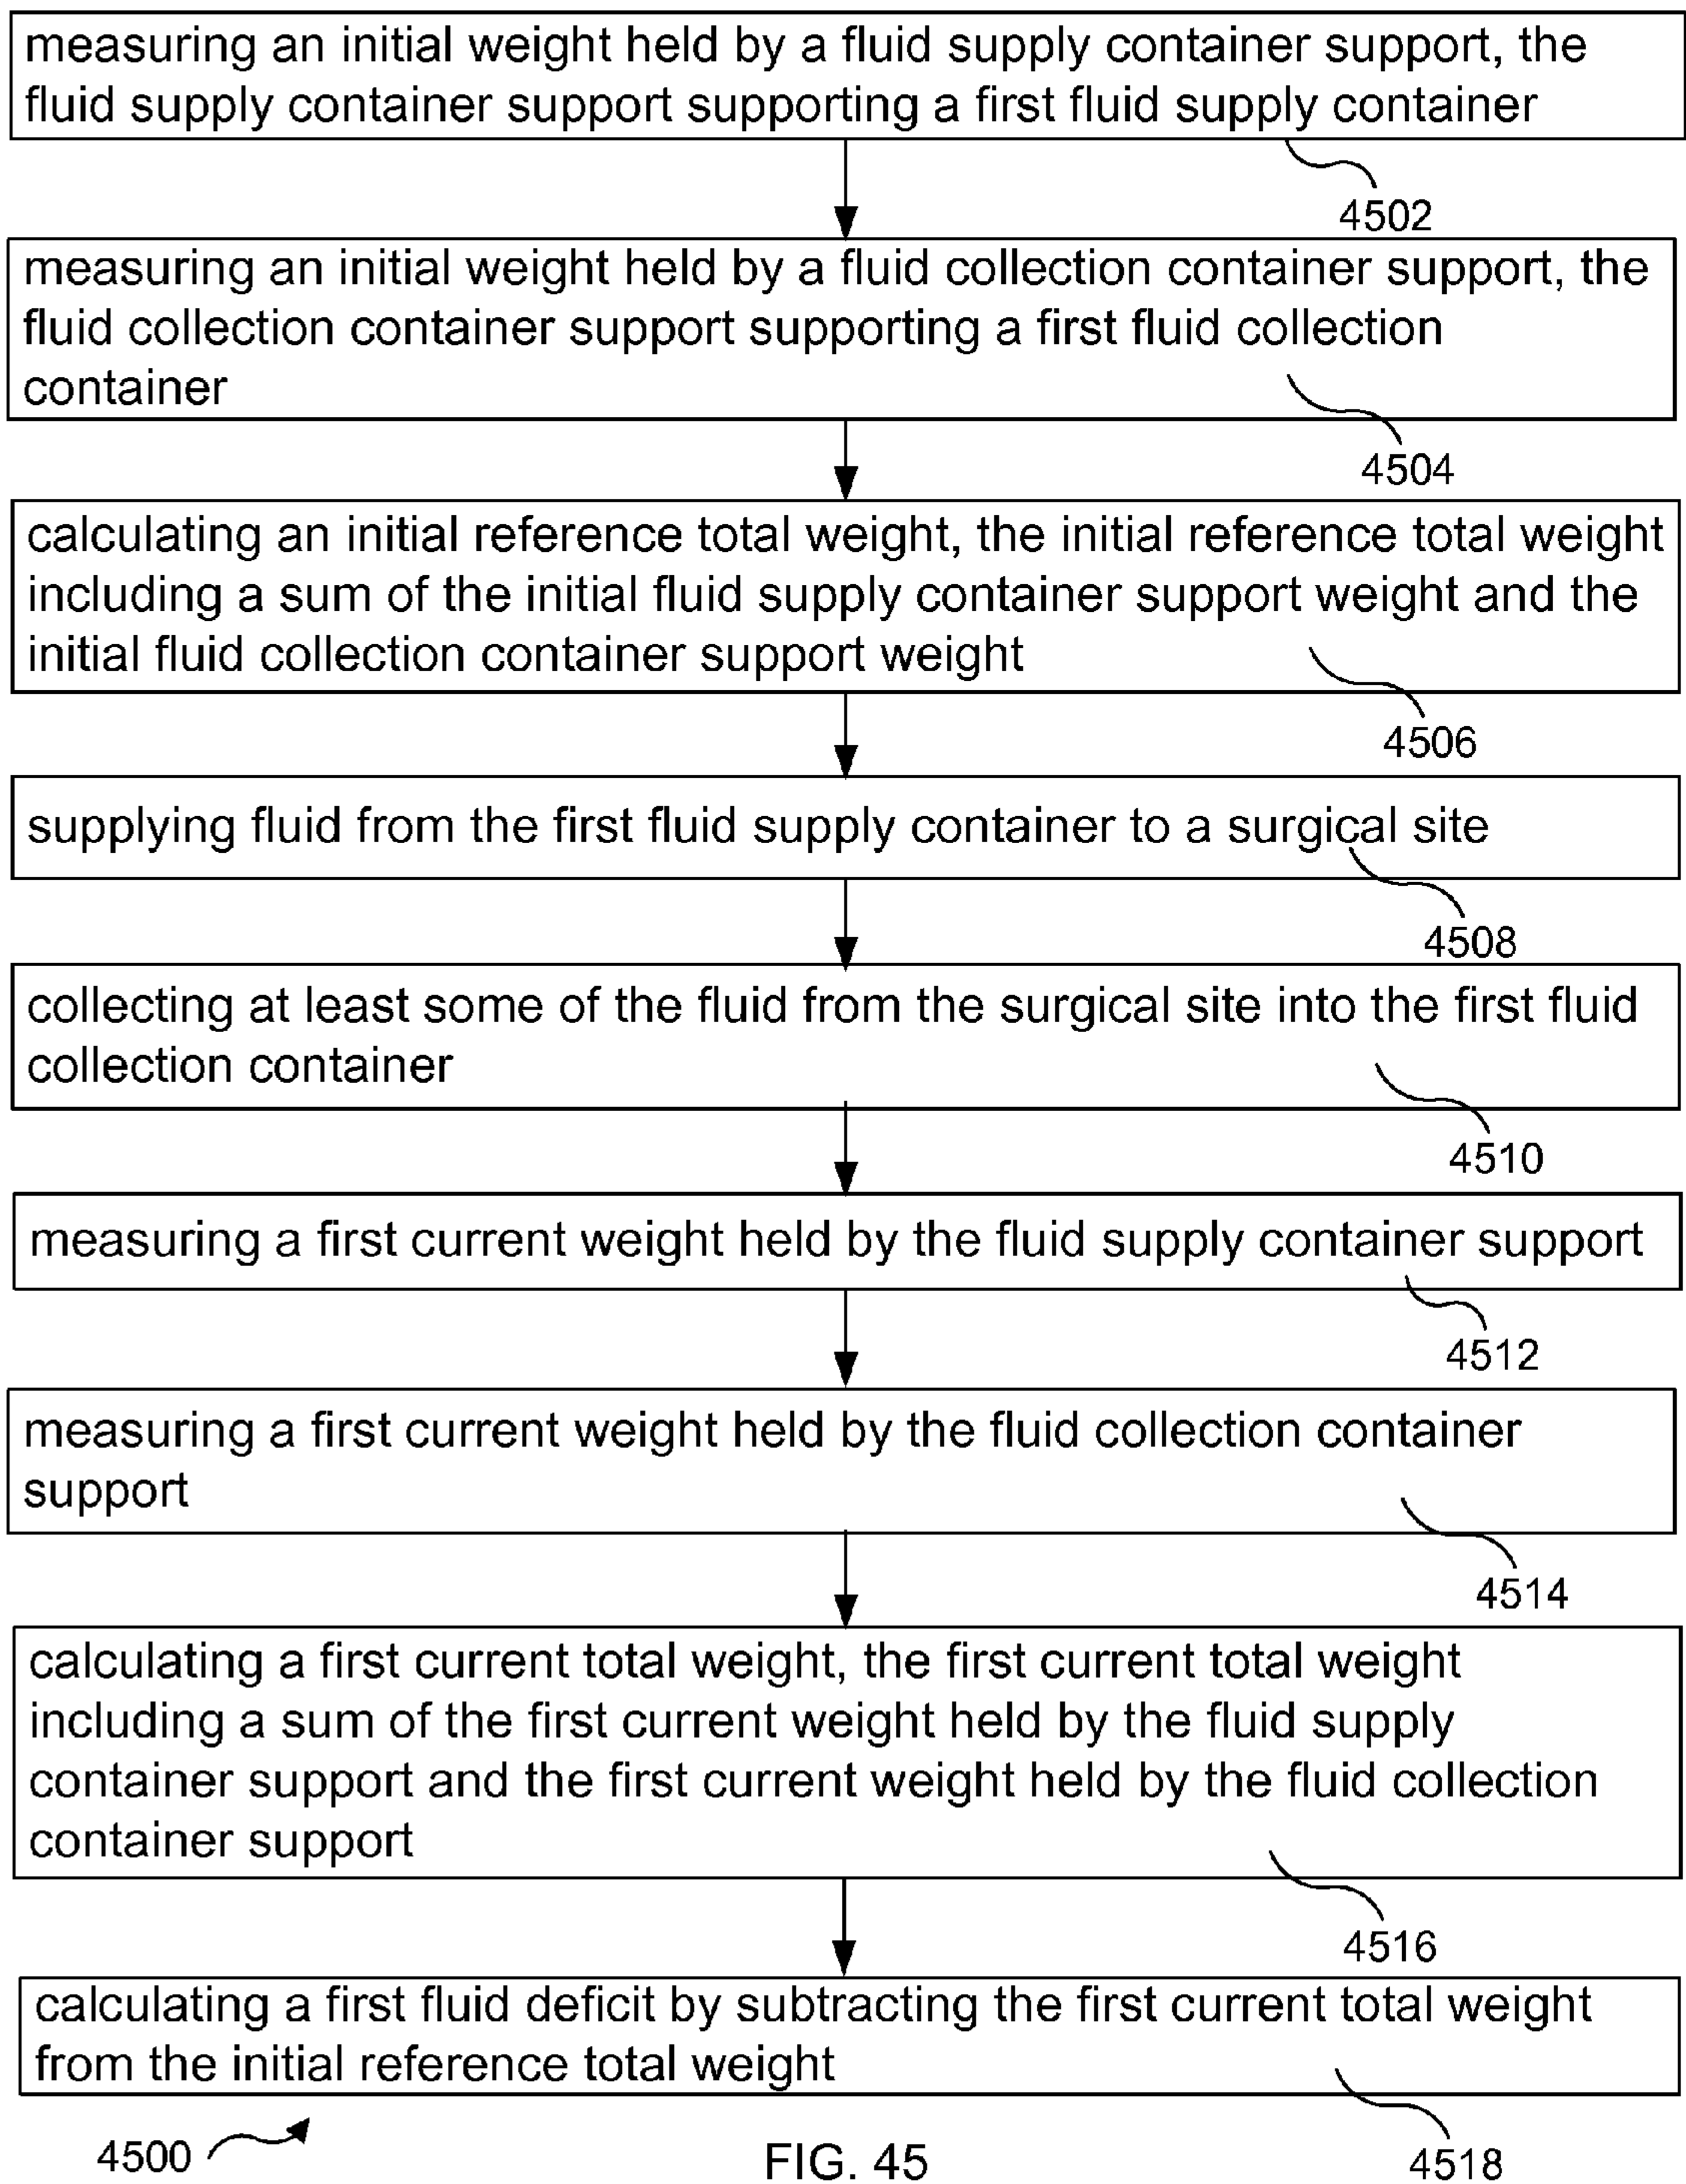 measuring an initial weight held by a fluid supply container support, the
fluid supply container support supporting a first fluid supply container
4502
measuring an initial weight held by a fluid collection container support, the
fluid collection container support supporting a first fluid collection
container
4504
calculating an initial reference total weight, the initial reference total weight
including a sum of the initial fluid supply container support weight and the
initial fluid collection container support weight
4506
supplying fluid from the first fluid supply container to a surgical site
4508
collecting at least some of the fluid from the surgical site into the first fluid
collection container
4510
measuring a first current weight held by the fluid supply container support
4512
measuring a first current weight held by the fluid collection container
support
4514
calculating a first current total weight, the first current total weight
including a sum of the first current weight held by the fluid supply
container support and the first current weight held by the fluid collection
container support
4516
calculating a first fluid deficit by subtracting the first current total weight
from the initial reference total weight
4518
4500
FIG. 45